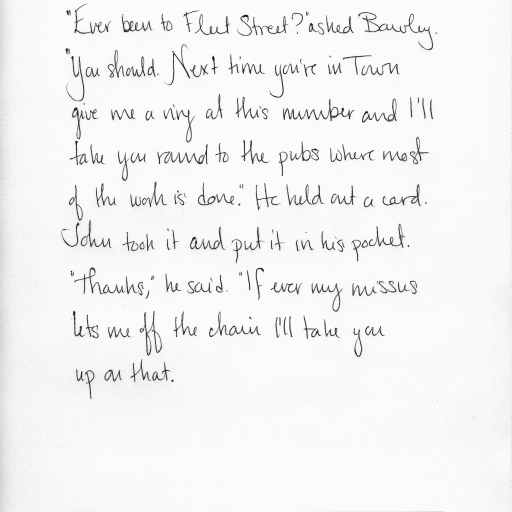 "Ever been to Fleet Street?" asked Bawley.
"You should. Next time you're in Town
give me a ring at this number and I'll
take you round to the pubs where most
of the work is done." He held out a card.
John took it and put it in his pocket.
"Thanks," he said. "If ever my missus
lets me off the chain I'll take you
up on that.